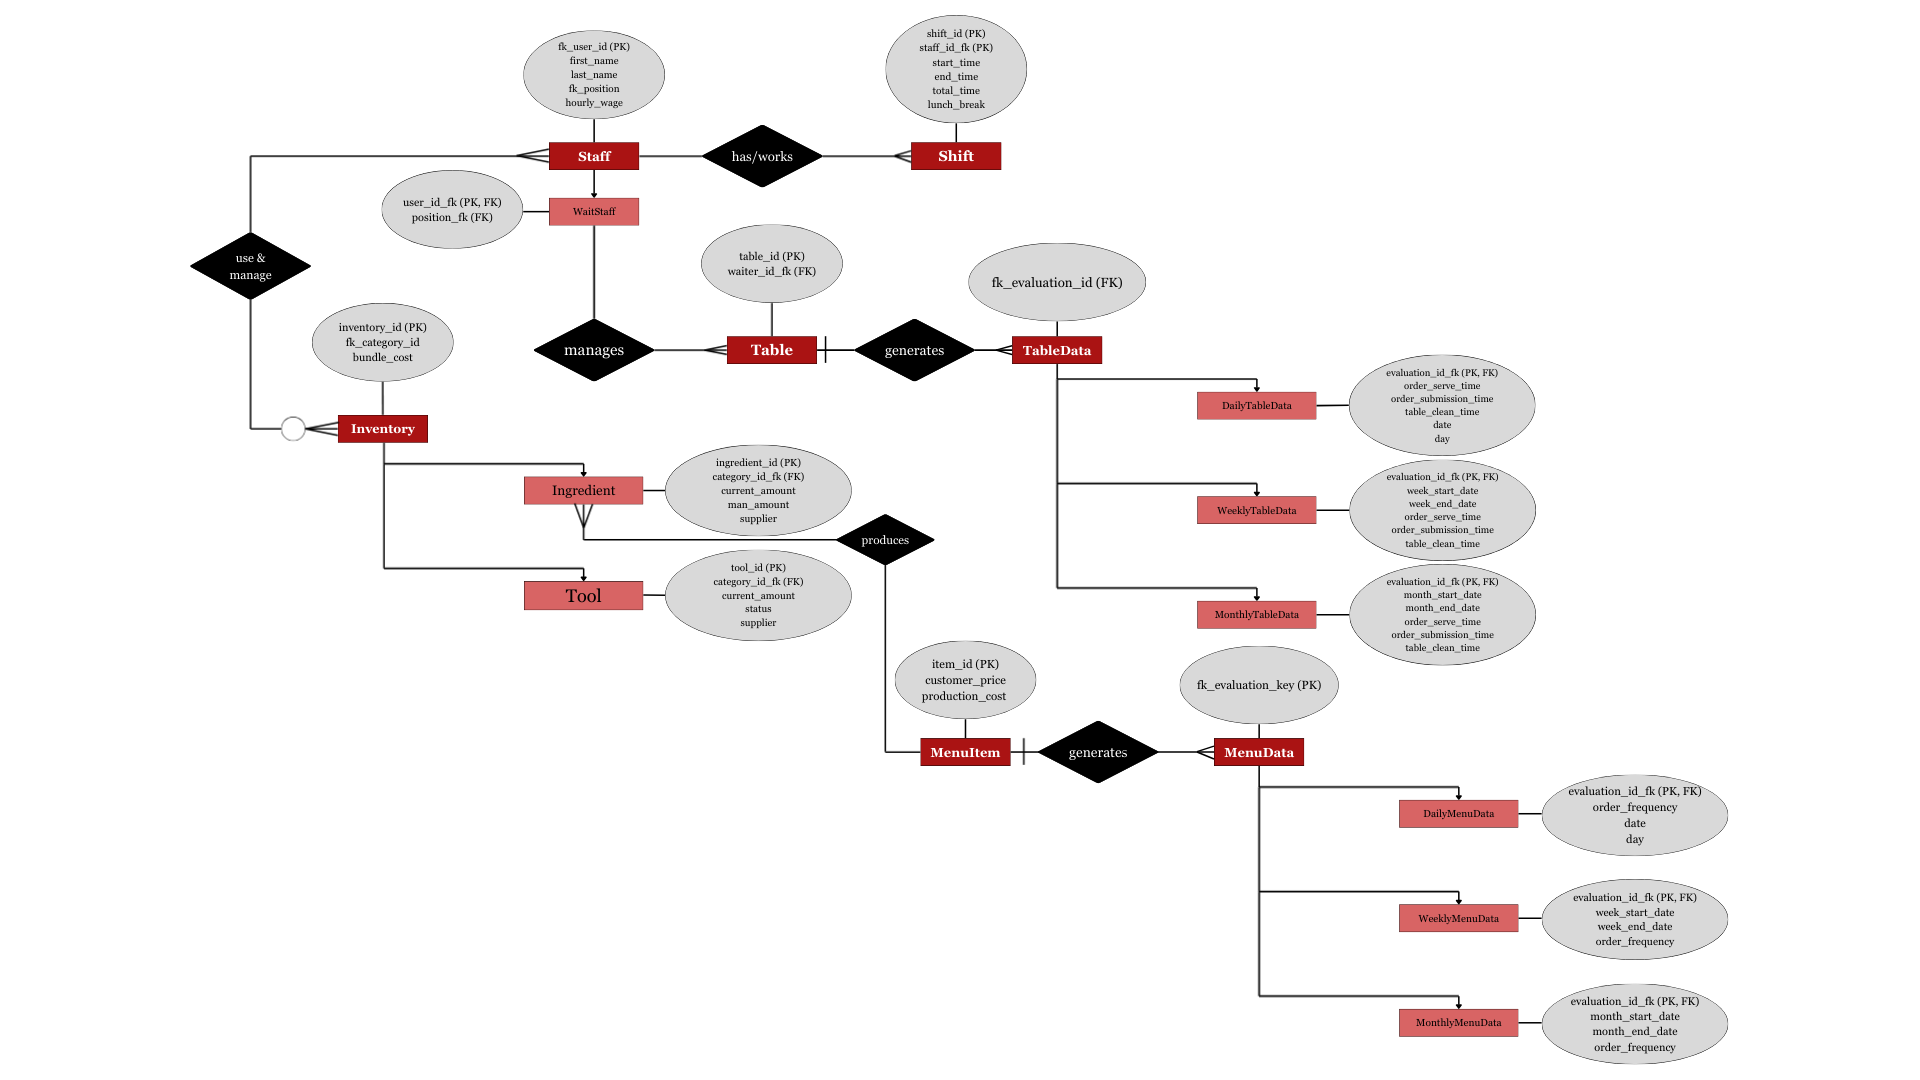 fk_user_id (PK)
first_name
last_name
fk_position
hourly_wage
shift_id (PK)
staff_id_fk (PK)
start_time
end_time
total_time
lunch_break
Staff
has/works
Shift
user_id_fk (PK, FK)
position_fk (FK)
WaitStaff
use &
manage
table_id (PK)
waiter_id_fk (FK)
fk_evaluation_id (FK)
inventory_id (PK)
fk_category_id
bundle_cost
manages
Table
generates
TableData
evaluation_id_fk (PK, FK)
order_serve_time
order_submission_time
table_clean_time
date
day
DailyTableData
Inventory
ingredient_id (PK)
category_id_fk (FK)
current_amount
man_amount
supplier
Ingredient
evaluation_id_fk (PK, FK)
week_start_date
week_end_date
order_serve_time
order_submission_time
table_clean_time
WeeklyTableData
produces
tool_id (PK)
category_id_fk (FK)
current_amount
status
supplier
Tool
evaluation_id_fk (PK, FK)
month_start_date
month_end_date
order_serve_time
order_submission_time
table_clean_time
MonthlyTableData
item_id (PK)
customer_price
production_cost
fk_evaluation_key (PK)
MenuItem
generates
MenuData
evaluation_id_fk (PK, FK)
order_frequency
date
day
DailyMenuData
evaluation_id_fk (PK, FK)
week_start_date
week_end_date
order_frequency
WeeklyMenuData
evaluation_id_fk (PK, FK)
month_start_date
month_end_date
order_frequency
MonthlyMenuData